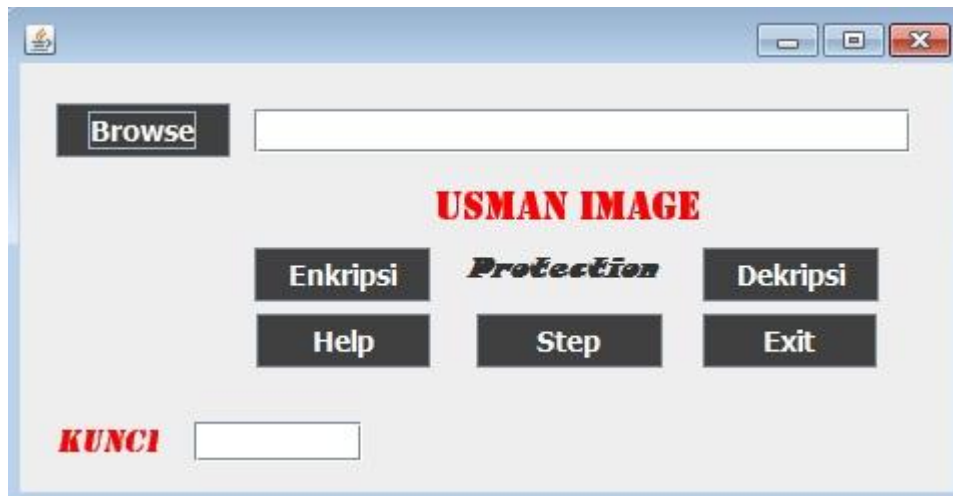 Browse
USMAN IMAGE
Enkripsi Protection Dekripsi
Help Step Exit
KUNCI